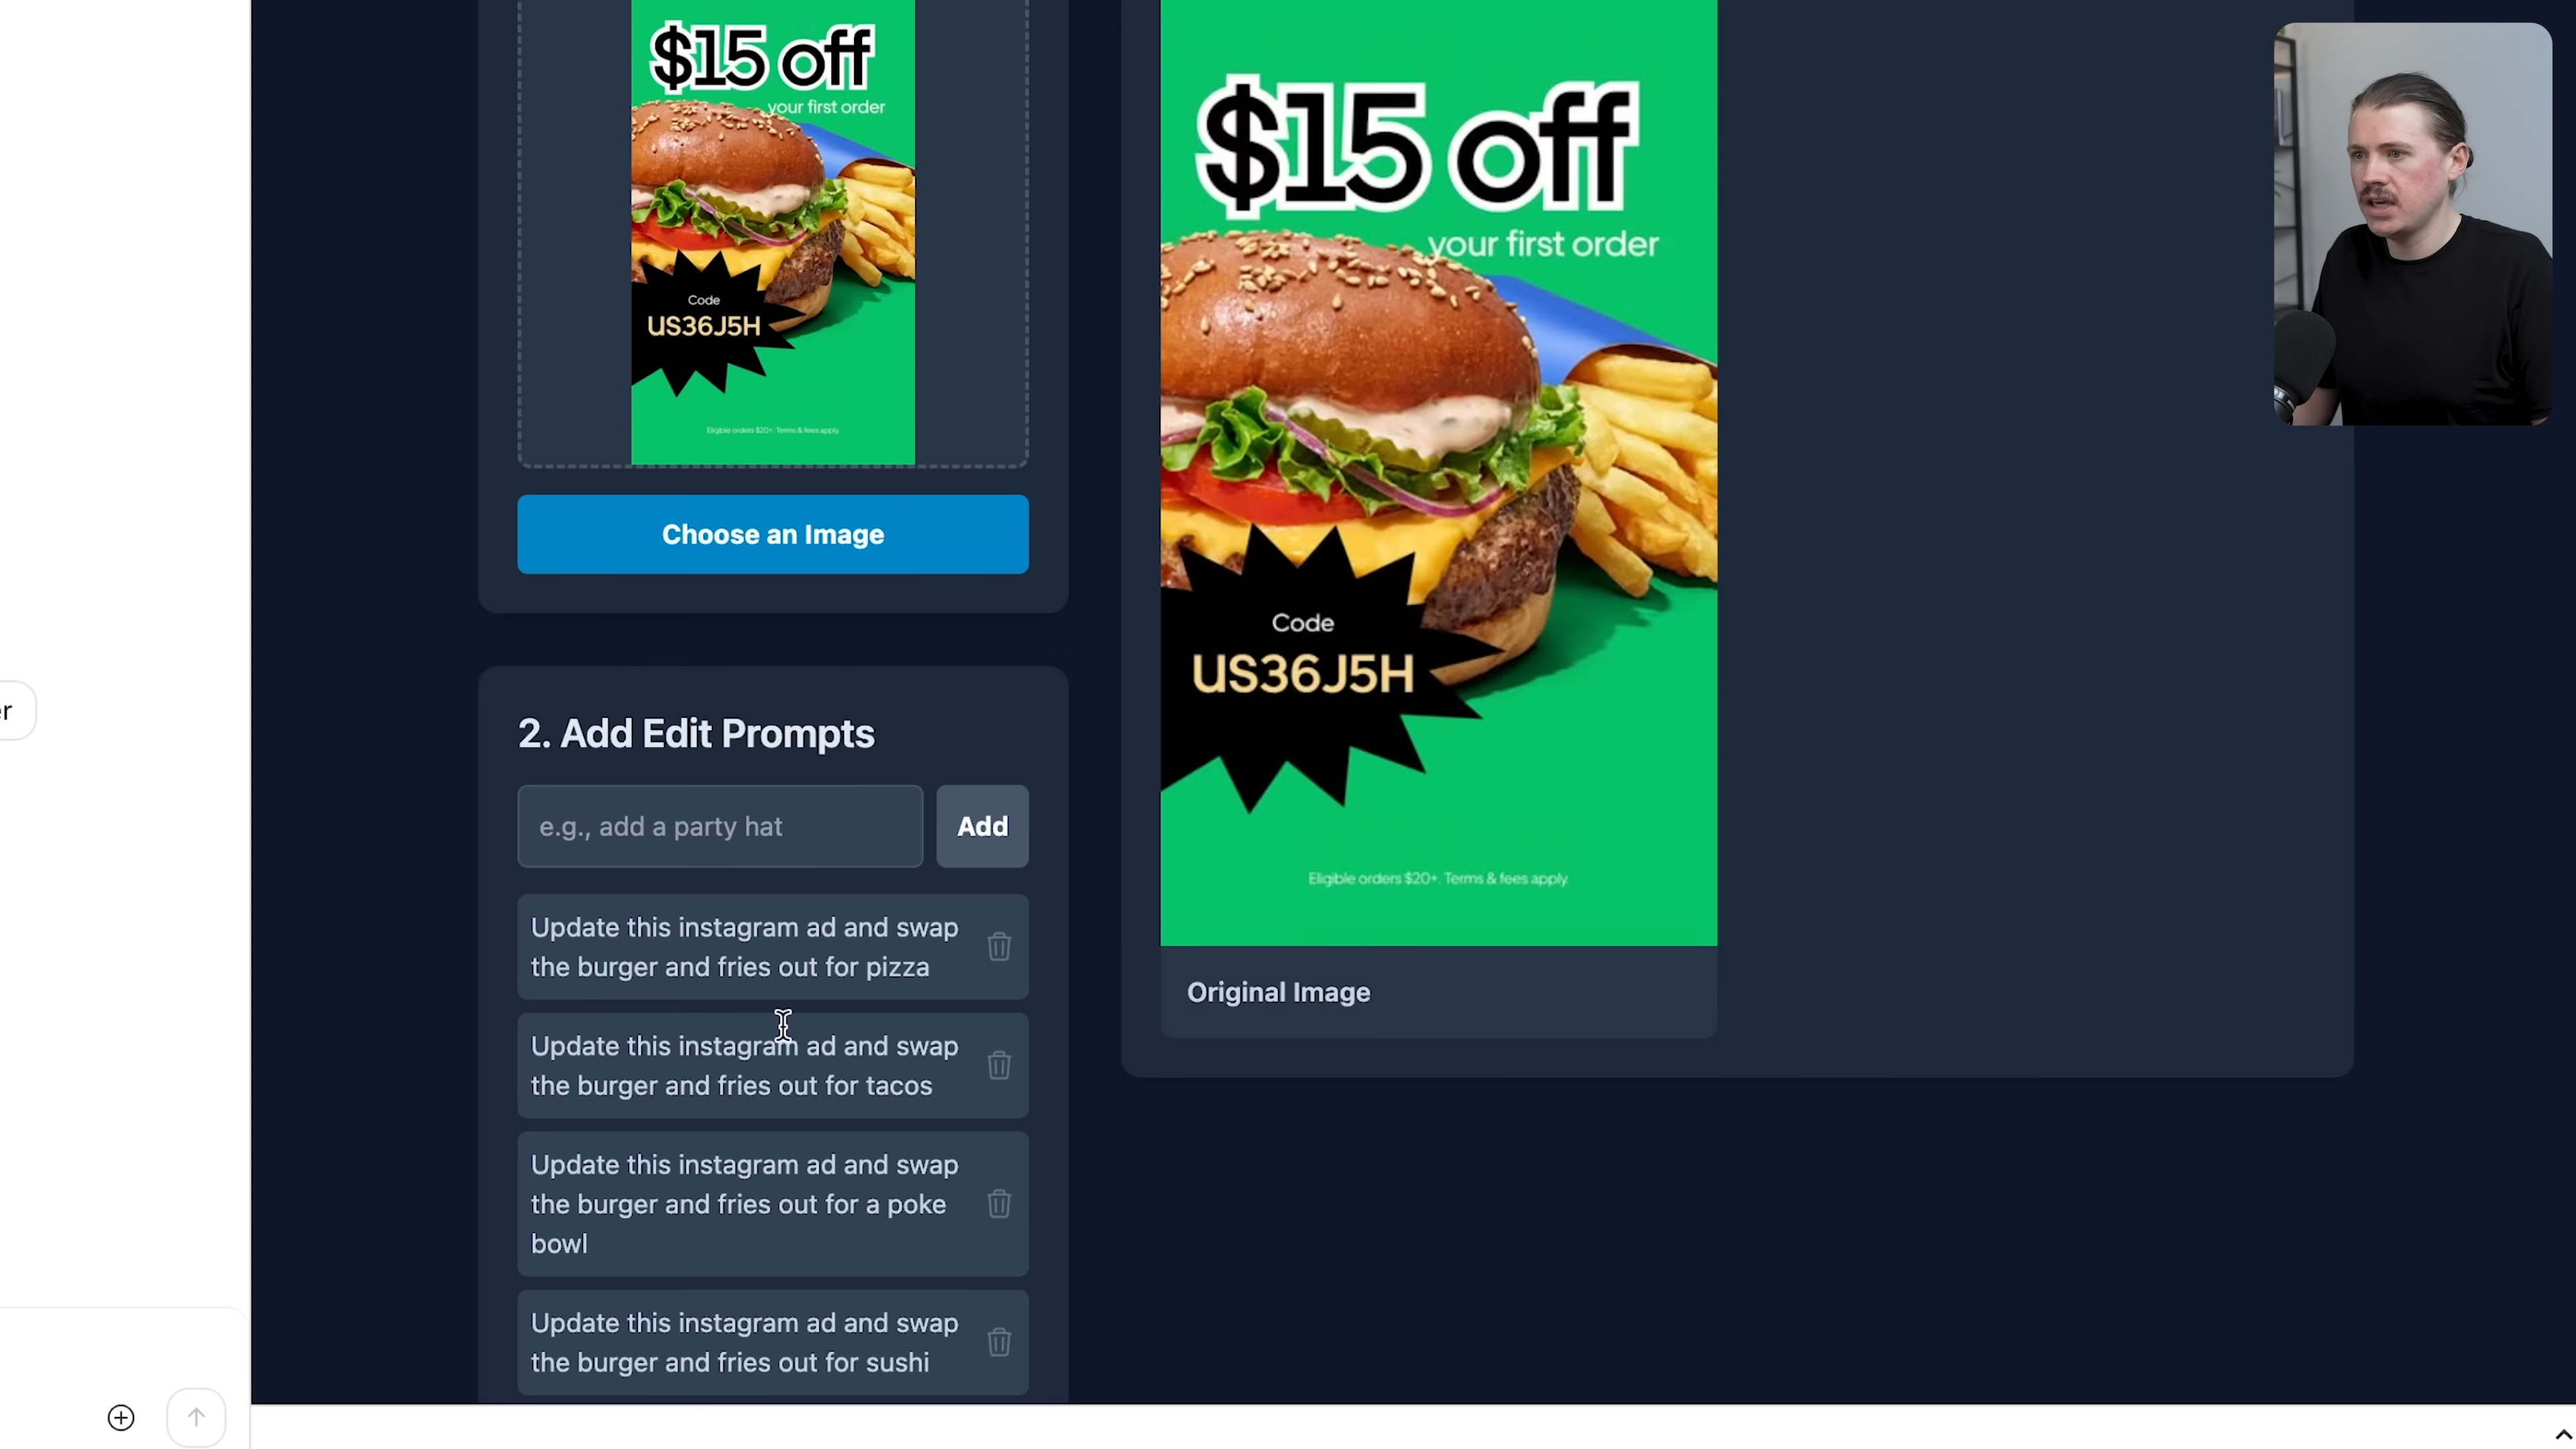 $15 off
your first order
Code
US36J5H
Eligible orders $20+. Terms & fees apply.
Choose an Image
2. Add Edit Prompts
e.g., add a party hat
Add
Update this instagram ad and swap
the burger and fries out for pizza
Update this instagram ad and swap
the burger and fries out for tacos
Update this instagram ad and swap
the burger and fries out for a poke
bowl
Update this instagram ad and swap
the burger and fries out for sushi
$15 off
your first order
Code
US36J5H
Eligible orders $20+. Terms & fees apply.
Original Image